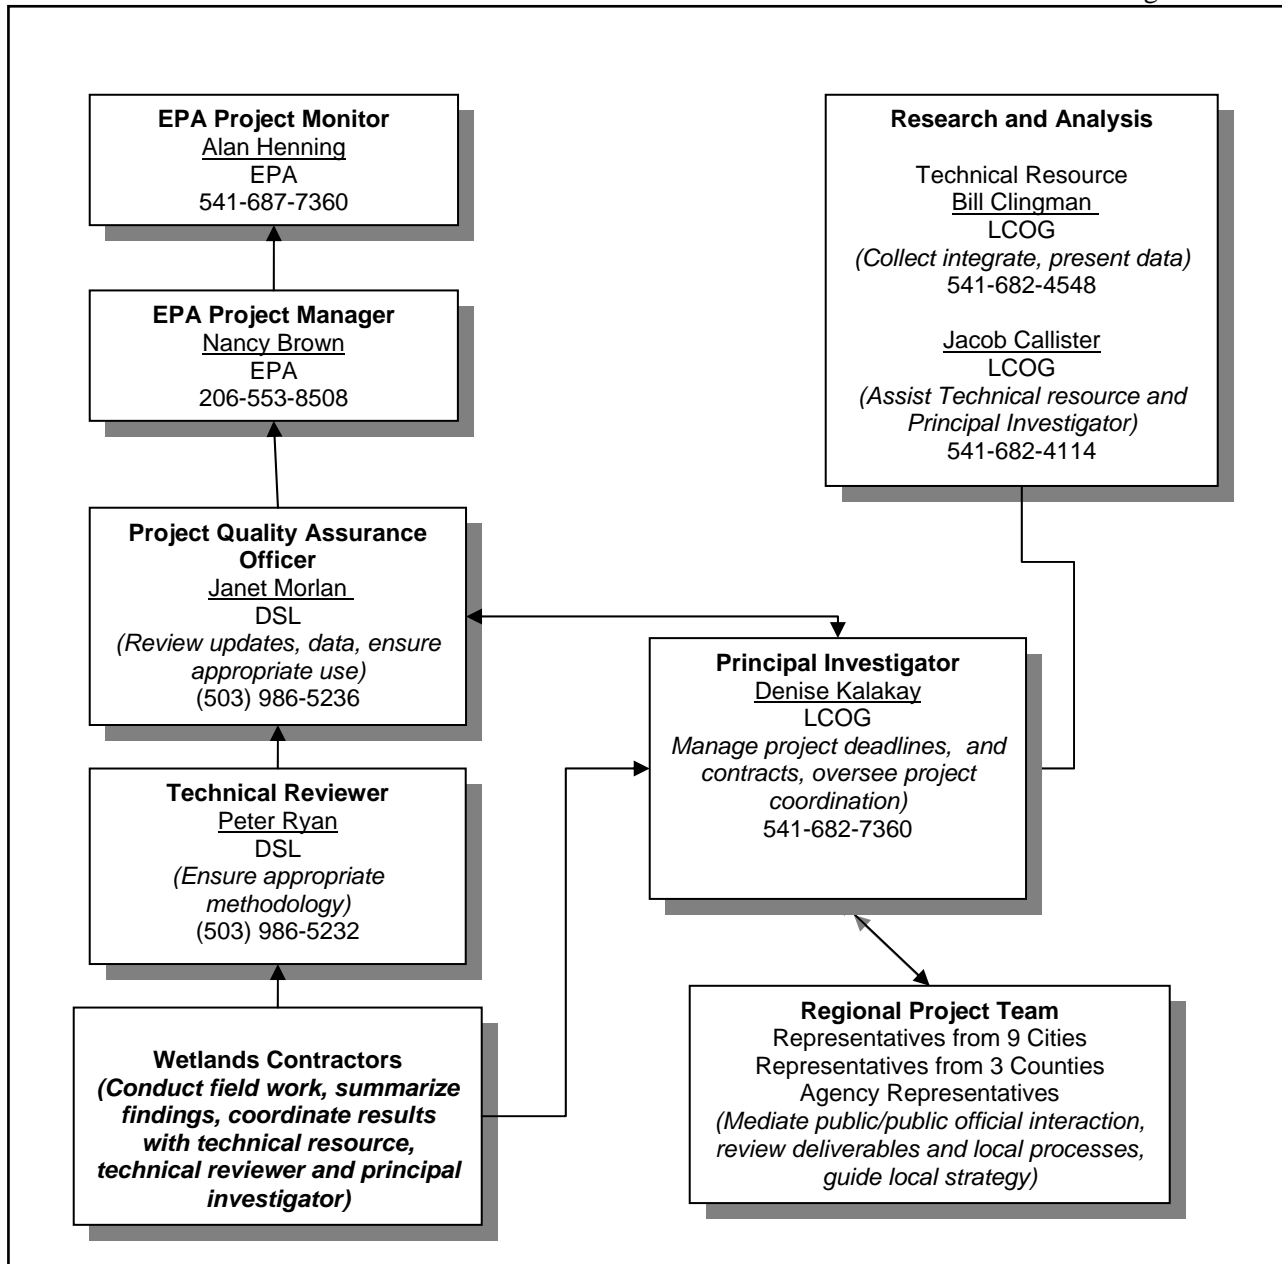 EPA Project Monitor
Alan Henning
EPA
541-687-7360
EPA Project Manager
Nancy Brown
EPA
206-553-8508
Project Quality Assurance
Officer
Janet Morlan
DSL
(Review updates, data, ensure
appropriate use)
(503) 986-5236
Technical Reviewer
Peter Ryan
DSL
(Ensure appropriate
methodology)
(503) 986-5232
Wetlands Contractors
(Conduct field work, summarize
findings, coordinate results
with technical resource,
technical reviewer and principal
investigator)
Research and Analysis
Technical Resource
Bill Clingman
LCOG
(Collect integrate, present data)
541-682-4548
Jacob Callister
LCOG
(Assist Technical resource and
Principal Investigator)
541-682-4114
Principal Investigator
Denise Kalakay
LCOG
Manage project deadlines, and
contracts, oversee project
coordination)
541-682-7360
Regional Project Team
Representatives from 9 Cities
Representatives from 3 Counties
Agency Representatives
(Mediate public/public official interaction,
review deliverables and local processes,
guide local strategy)